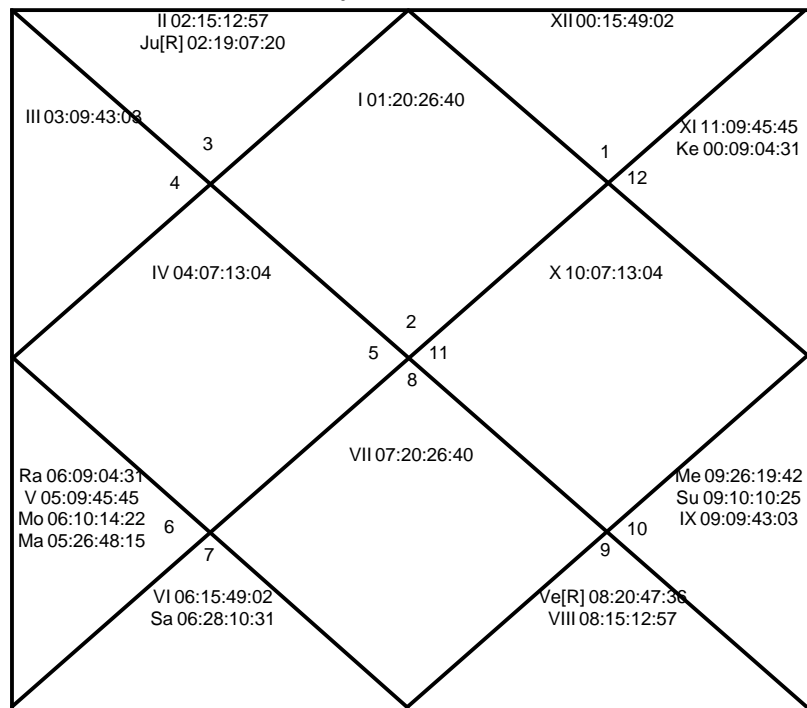 II 02:15:12:57
Ju[R] 02:19:07:20
XII 00:15:49:02
I 01:20:26:40
III 03:09:43:03
XI 11:09:45:45
Ke 00:09:04:31
3
1
4
12
IV 04:07:13:04
X 10:07:13:04
2
5
11
8
VII 07:20:26:40
Ra 06:09:04:31
V 05:09:45:45
Mo 06:10:14:22
Ma 05:26:48:15
Me 09:26:19:42
Su 09:10:10:25
IX 09:09:43:03
6
10
7
9
VI 06:15:49:02
Sa 06:28:10:31
Ve[R] 08:20:47:36
VIII 08:15:12:57